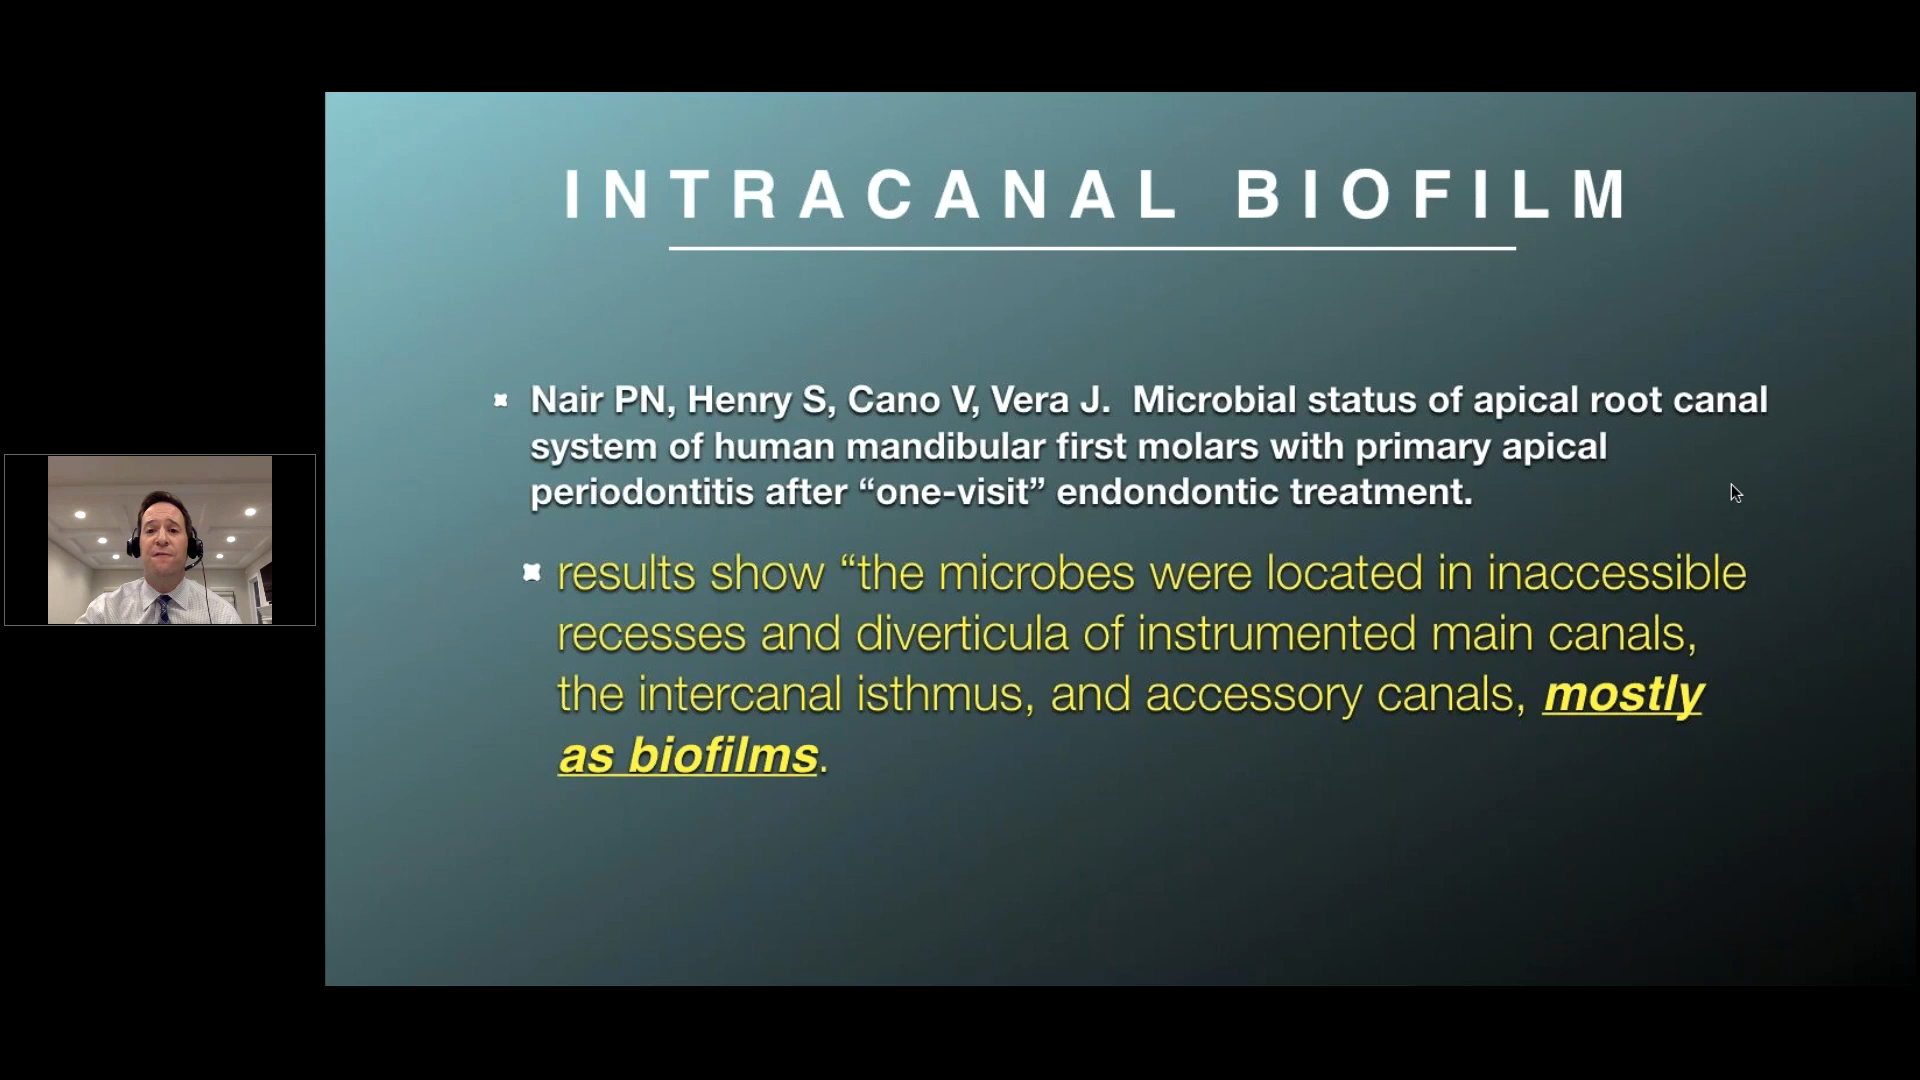 INTRACANAL BIOFILM
Nair PN, Henry S, Cano V, Vera J. Microbial status of apical root canal
system of human mandibular first molars with primary apical
periodontitis after “one-visit” endondontic treatment.
results show “the microbes were located in inaccessible
recesses and diverticula of instrumented main canals,
the intercanal isthmus, and accessory canals, mostly
as biofilms.